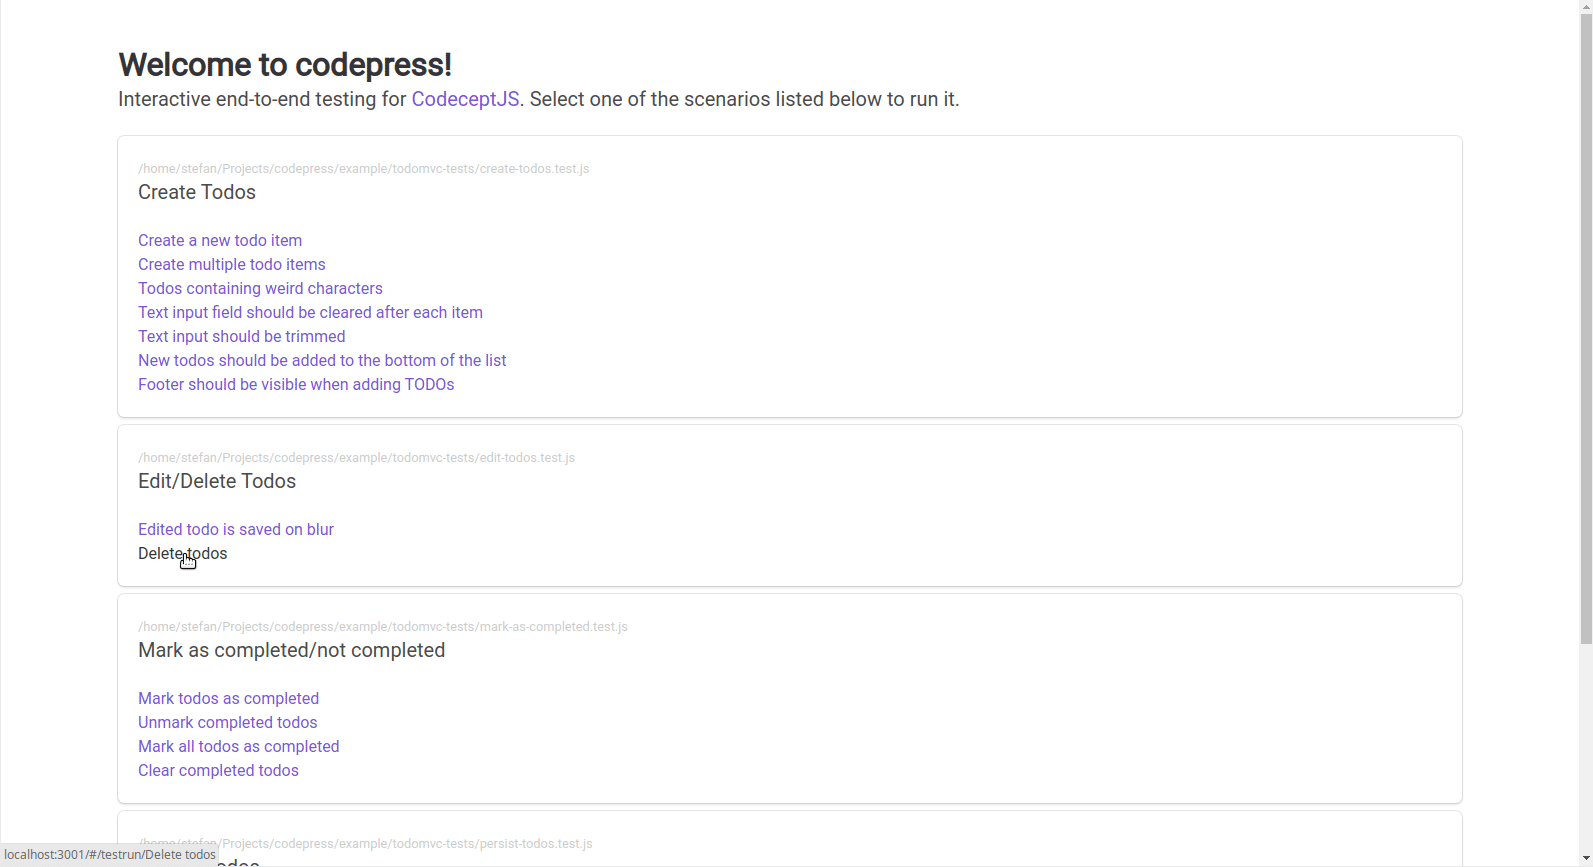 Welcome to codepress!
Interactive end-to-end testing for CodeceptJS. Select one of the scenarios listed below to run it.
/home/stefan/Projects/codepress/example/todomvc-tests/create-todos.test.js
Create Todos
Create a new todo item
Create multiple todo items
Todos containing weird characters
Text input field should be cleared after each item
Text input should be trimmed
New todos should be added to the bottom of the list
Footer should be visible when adding TODOs
/home/stefan/Projects/codepress/example/todomvc-tests/edit-todos.test.js
Edit/Delete Todos
Edited todo is saved on blur
Delete todos
/home/stefan/Projects/codepress/example/todomvc-tests/mark-as-completed.test.js
Mark as completed/not completed
Mark todos as completed
Unmark completed todos
Mark all todos as completed
Clear completed todos
/home/stefan/Projects/codepress/example/todomvc-tests/persist-todos.test.js
localhost:3001/#/testrun/Delete todos